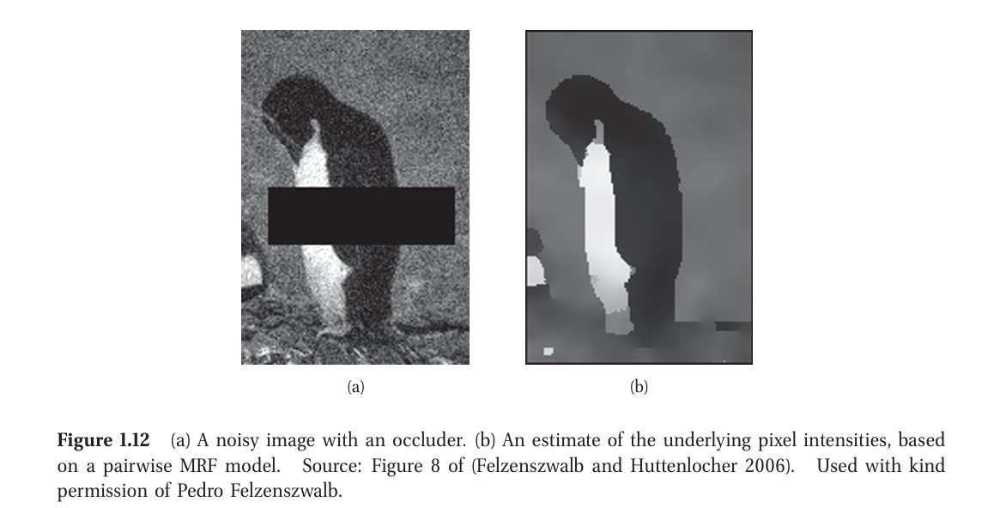 (a)
(b)
Figure 1.12 (a) A noisy image with an occluder. (b) An estimate of the underlying pixel intensities, based
on a pairwise MRF model. Source: Figure 8 of (Felzenszwalb and Huttenlocher 2006). Used with kind
permission of Pedro Felzenszwalb.